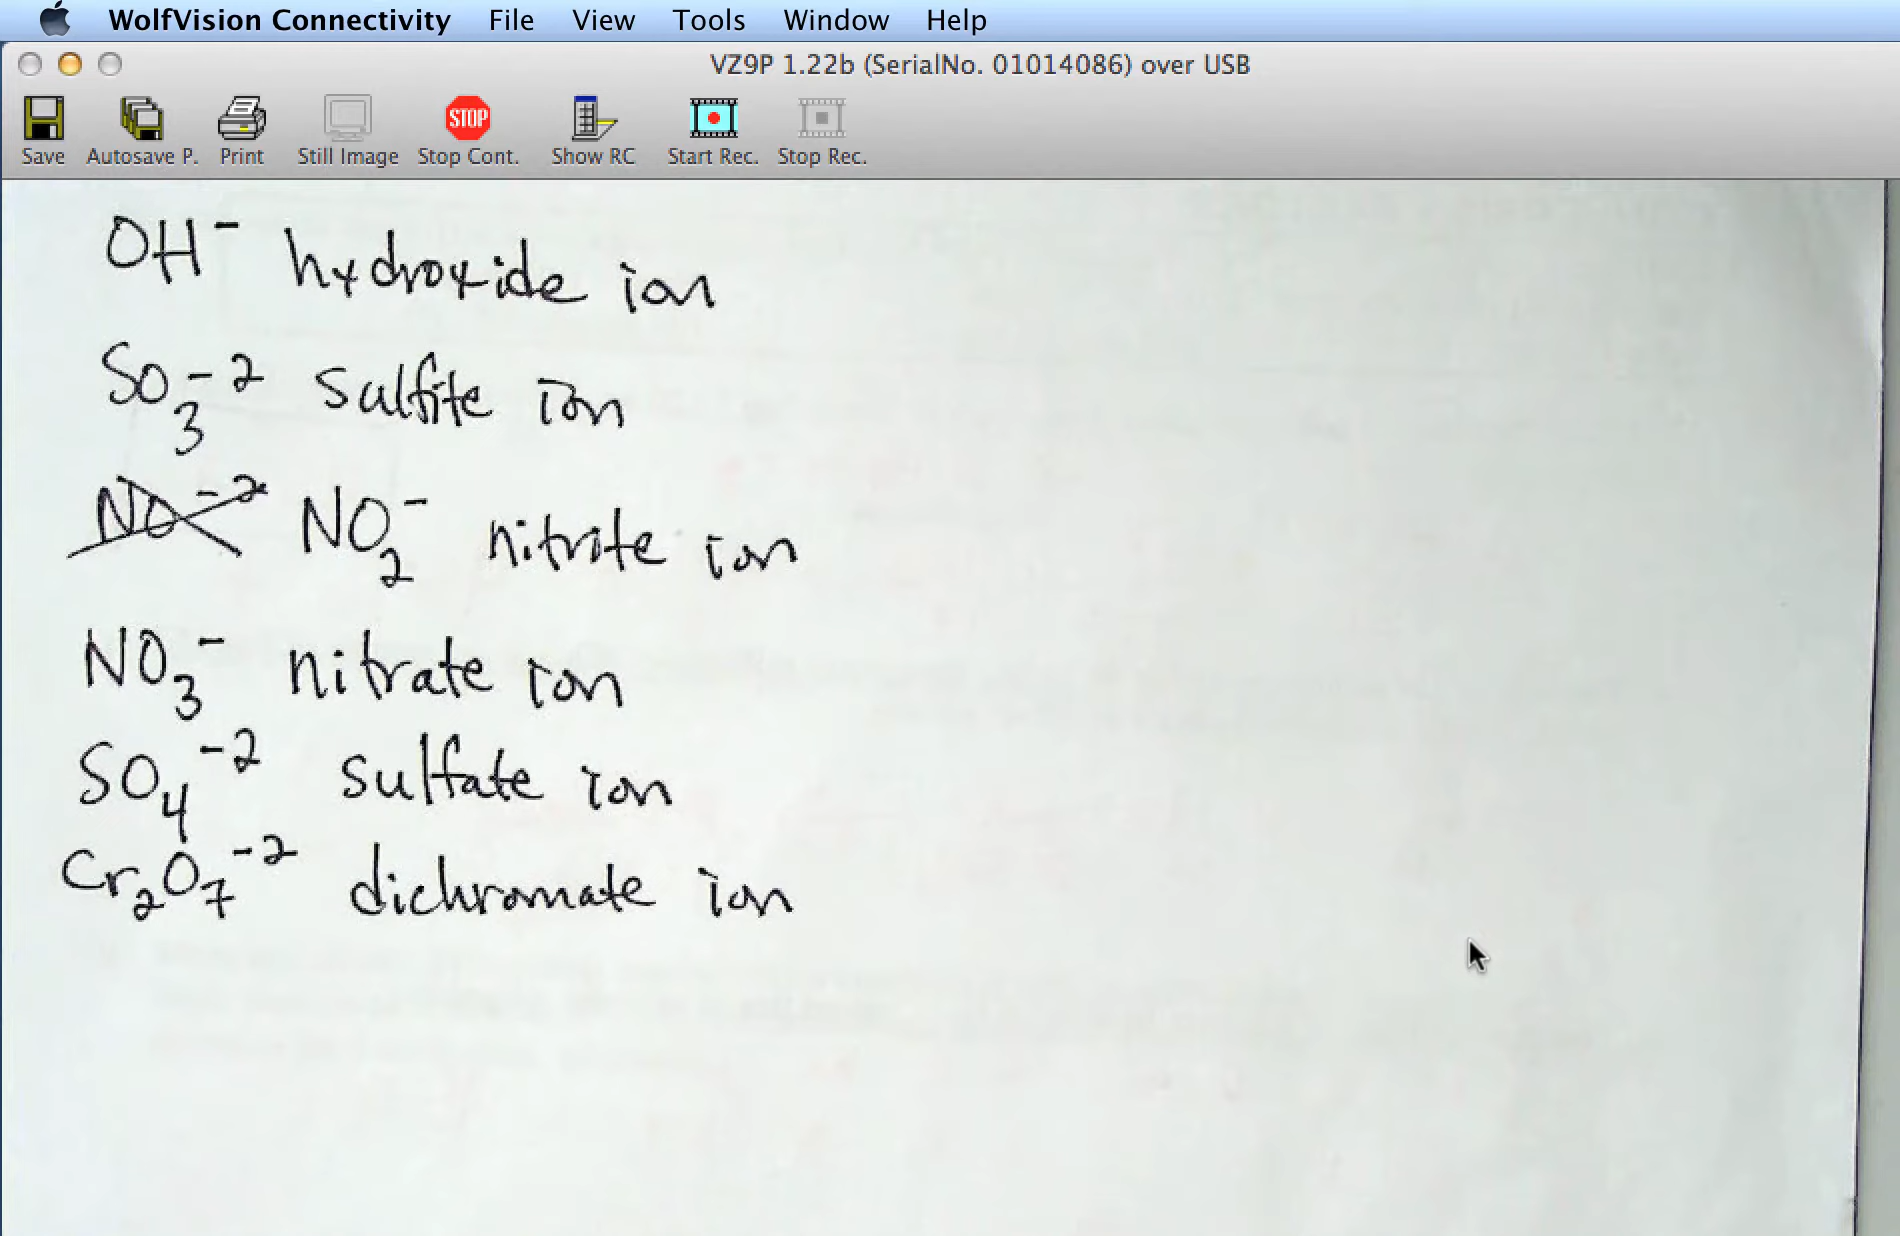 WolfVision Connectivity File View Tools Window Help
VZ9P 1.22b (SerialNo. 01014086) over USB
STOP
Save Autosave P. Print Still Image Stop Cont. Show RC Start Rec. Stop Rec.
OH⁻ hydroxide ion
SO₃⁻² sulfite ion
NO⁻² NO₂⁻ nitrite ion
NO₃⁻ nitrate ion
SO₄⁻² sulfate ion
Cr₂O₇⁻² dichromate ion